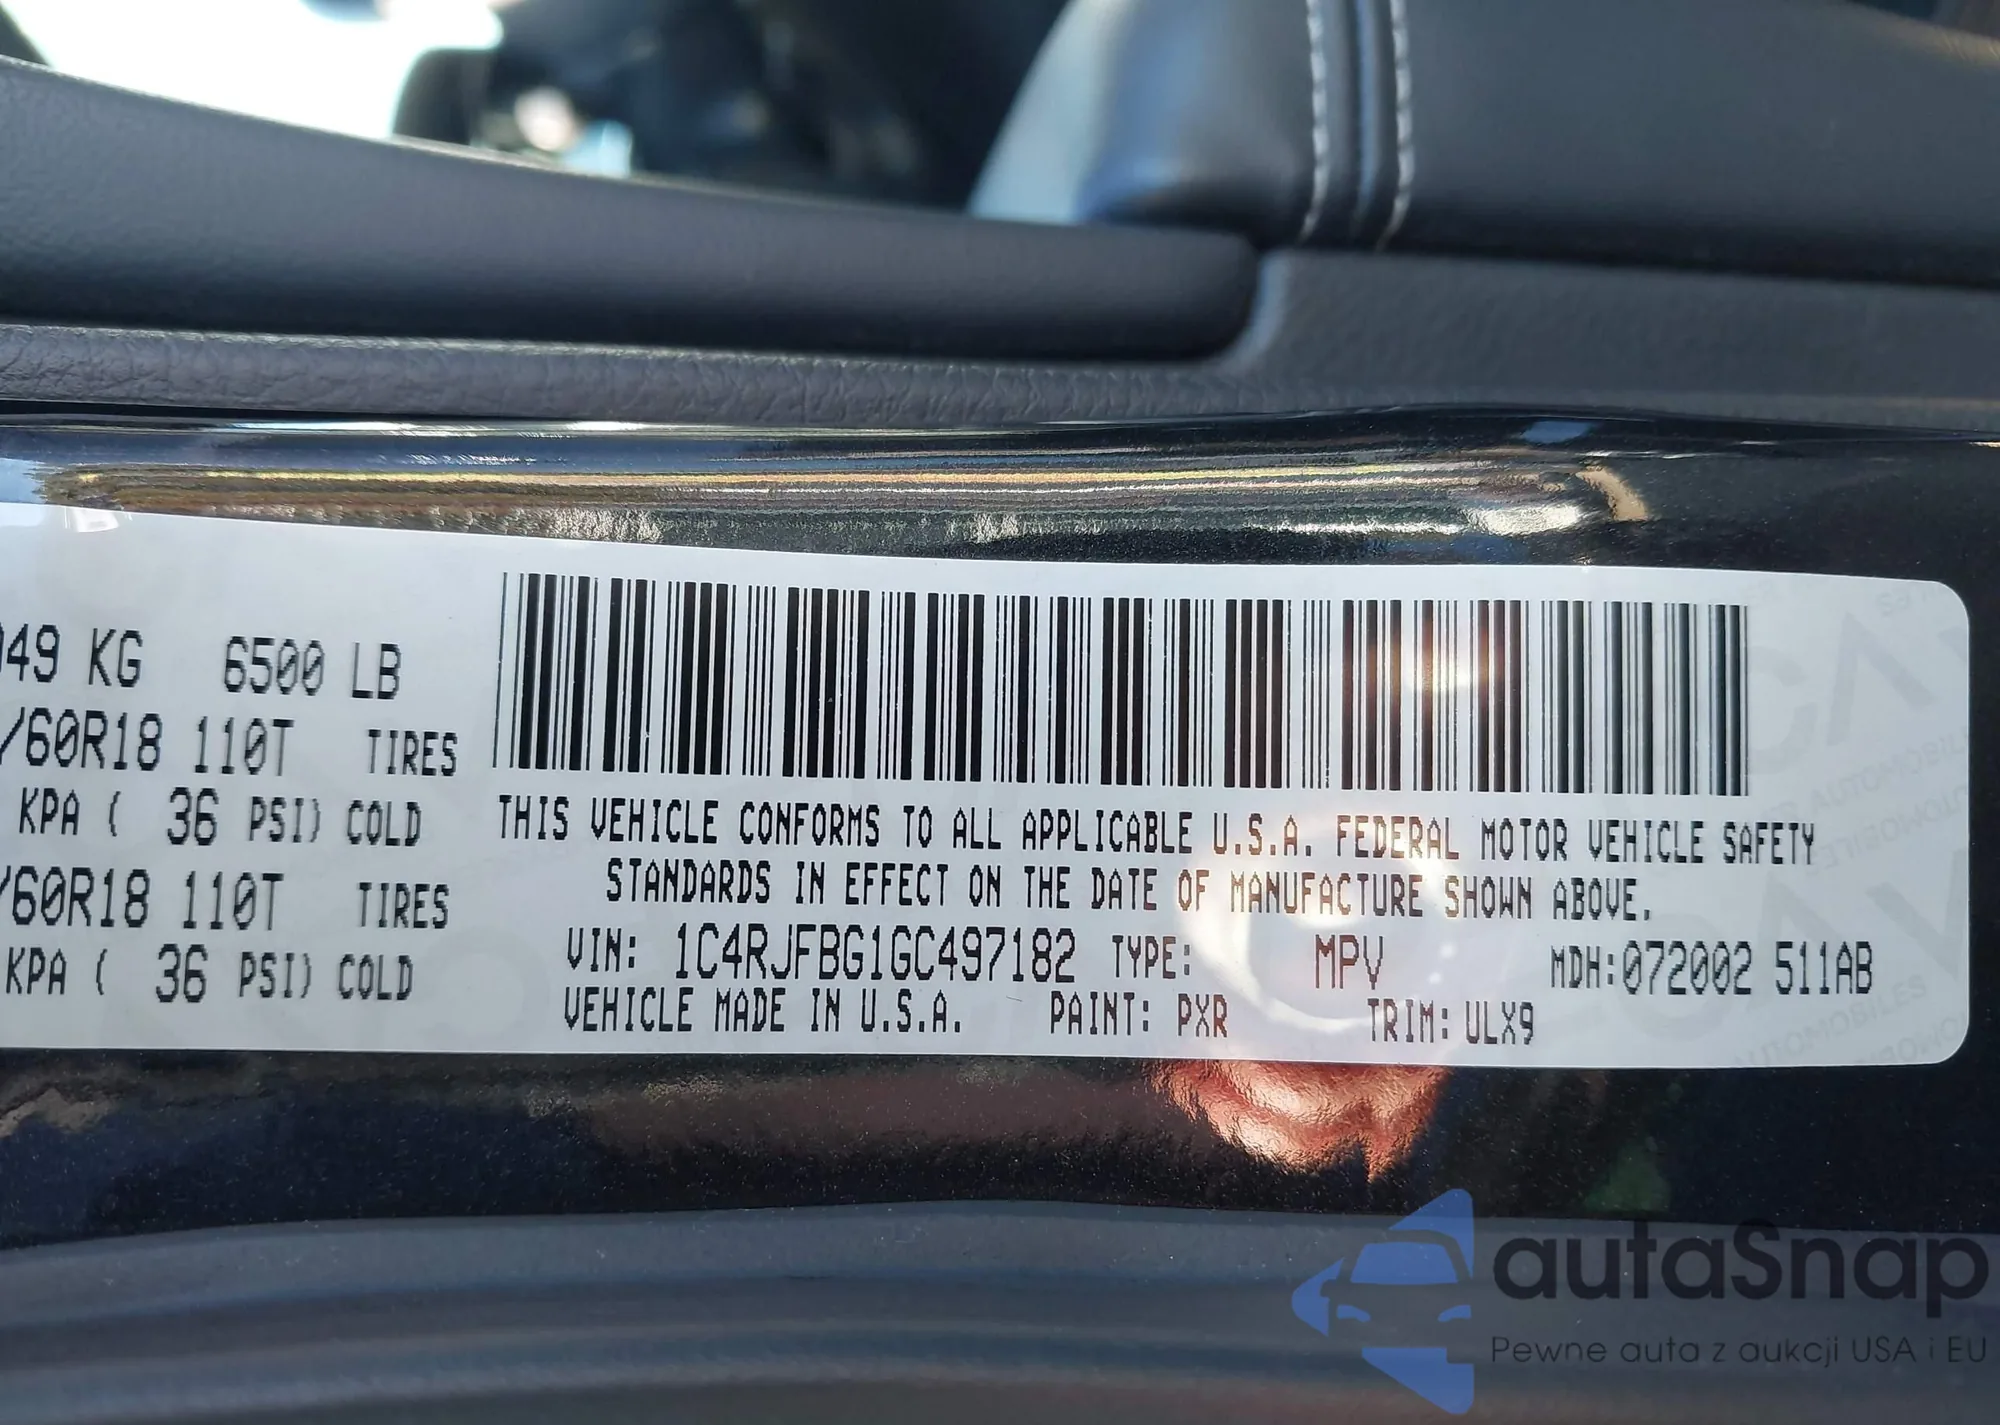 49 KG 6500 LB
/60R18 110T TIRES
KPA ( 36 PSI) COLD
/60R18 110T TIRES
KPA ( 36 PSI) COLD
THIS VEHICLE CONFORMS TO ALL APPLICABLE U.S.A. FEDERAL MOTOR VEHICLE SAFETY
STANDARDS IN EFFECT ON THE DATE OF MANUFACTURE SHOWN ABOVE.
VIN: 1C4RJFBG1GC497182 TYPE: MPV MDH:072002 511AB
VEHICLE MADE IN U.S.A. PAINT: PXR TRIM: ULX9
AUTOMOBILES
autaSnap
Pewne auta z aukcji USA i EU